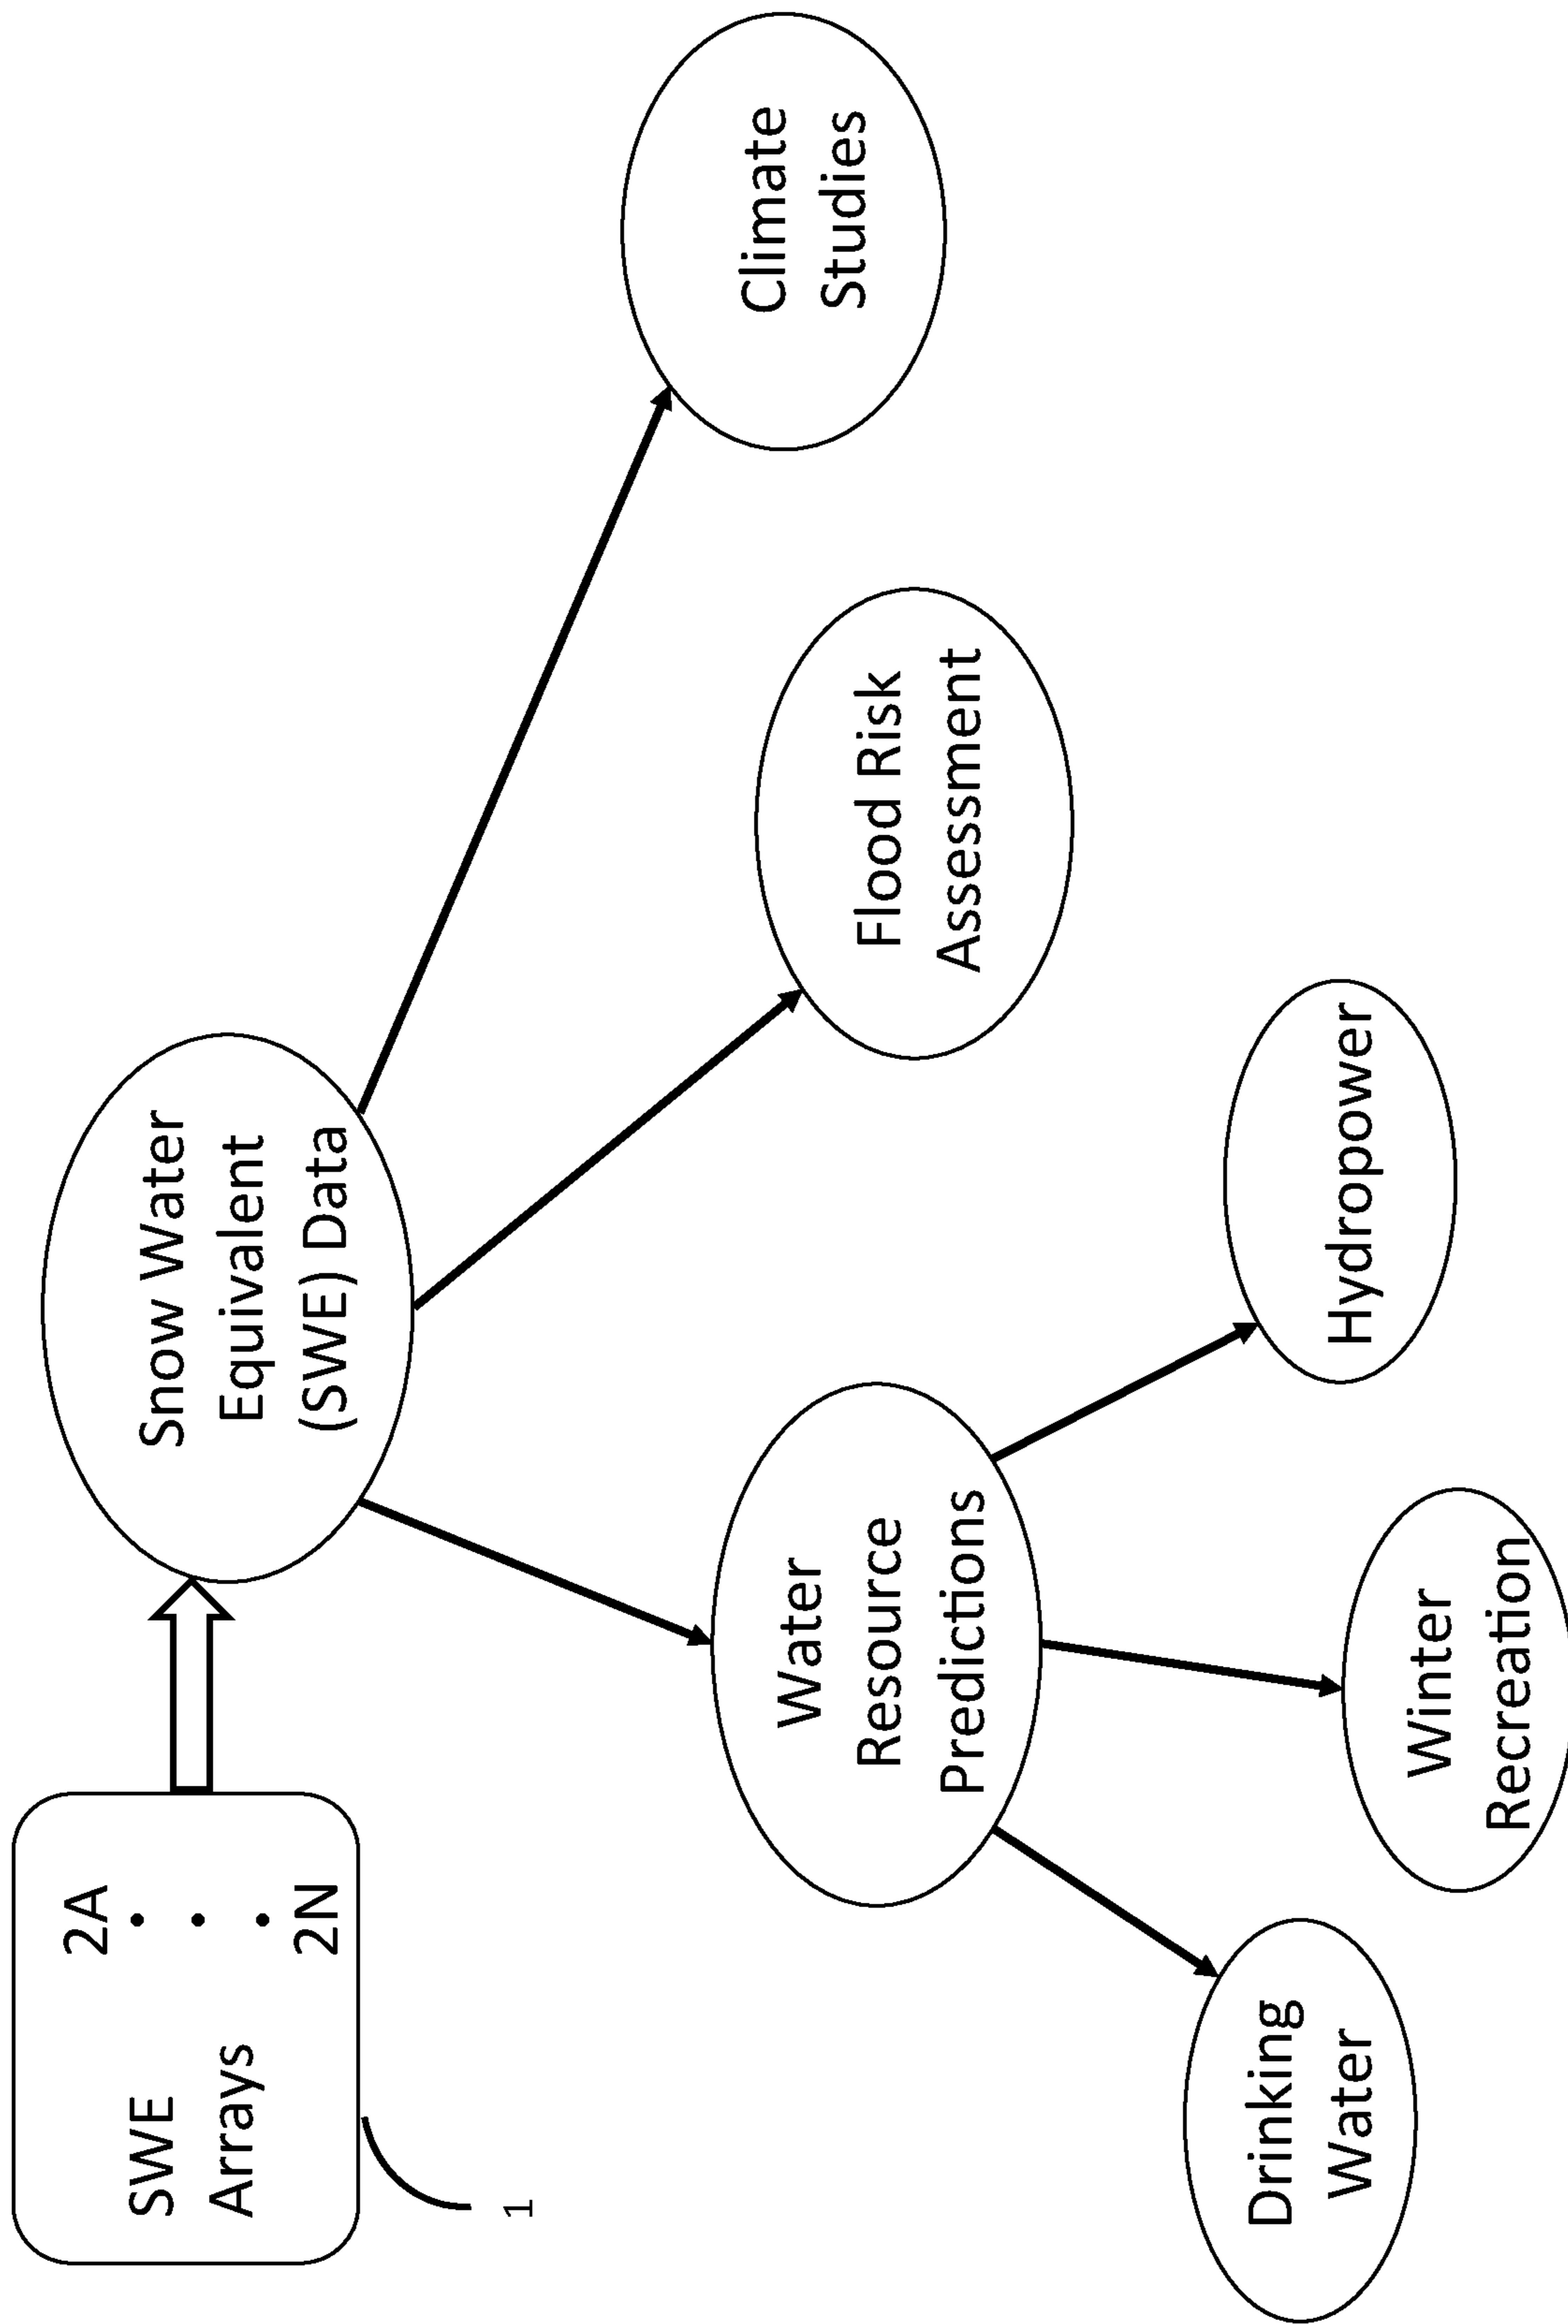 SWE
Arrays
2A
2N
1
Snow Water
Equivalent
(SWE) Data
Water
Resource
Predictions
Flood Risk
Assessment
Climate
Studies
Drinking
Water
Winter
Recreation
Hydropower